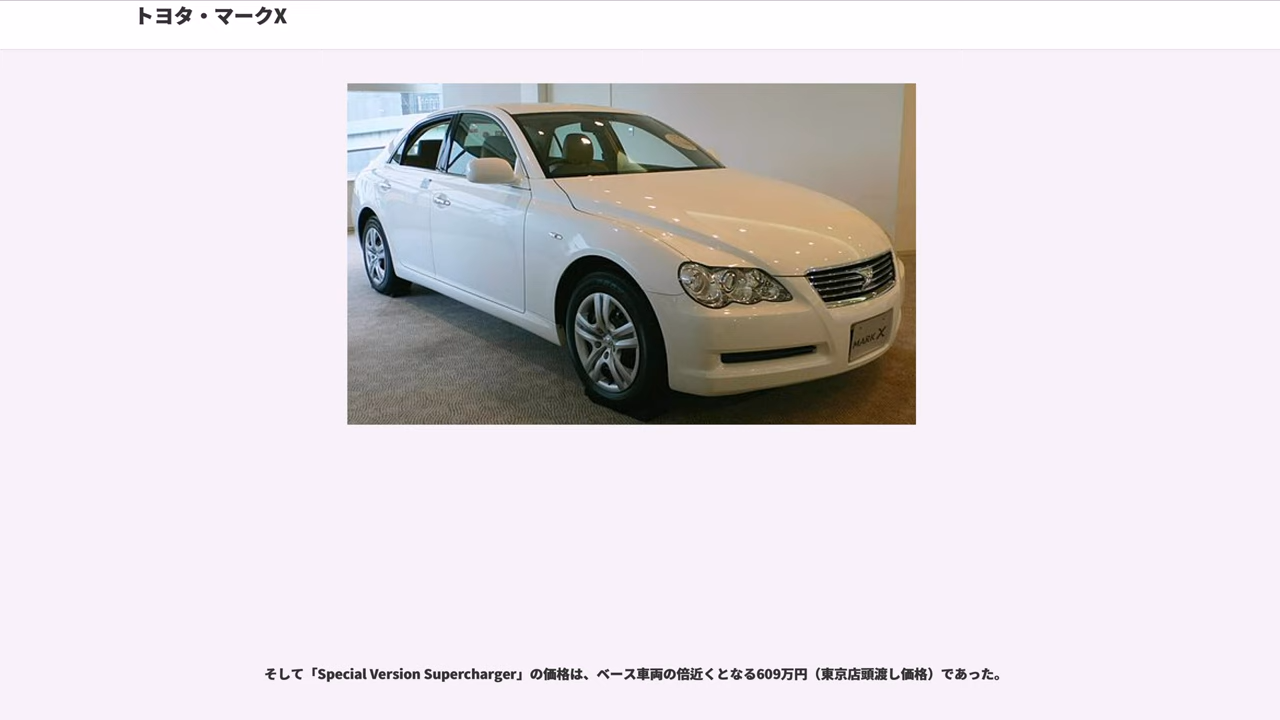 トヨタ・マークX
MARK X
そして「Special Version Supercharger」の価格は、ベース車両の倍近くとなる609万円（東京店頭渡し価格）であった。